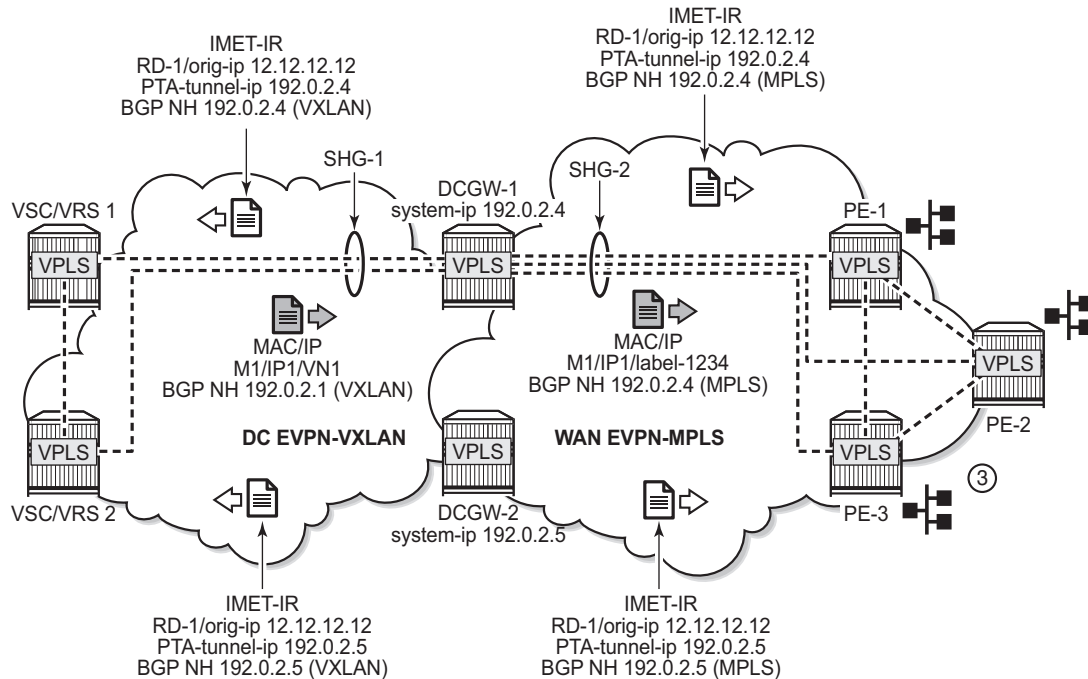 IMET-IR
RD-1/orig-ip 12.12.12.12
PTA-tunnel-ip 192.0.2.4
BGP NH 192.0.2.4 (VXLAN)
IMET-IR
RD-1/orig-ip 12.12.12.12
PTA-tunnel-ip 192.0.2.4
BGP NH 192.0.2.4 (MPLS)
SHG-1
SHG-2
VSC/VRS 1
DCGW-1
system-ip 192.0.2.4
PE-1
VPLS
VPLS
VPLS
MAC/IP
M1/IP1/VN1
BGP NH 192.0.2.1 (VXLAN)
MAC/IP
M1/IP1/label-1234
BGP NH 192.0.2.4 (MPLS)
VPLS
PE-2
DC EVPN-VXLAN
WAN EVPN-MPLS
VPLS
VPLS
VPLS
3
VSC/VRS 2
DCGW-2
system-ip 192.0.2.5
PE-3
IMET-IR
RD-1/orig-ip 12.12.12.12
PTA-tunnel-ip 192.0.2.5
BGP NH 192.0.2.5 (VXLAN)
IMET-IR
RD-1/orig-ip 12.12.12.12
PTA-tunnel-ip 192.0.2.5
BGP NH 192.0.2.5 (MPLS)